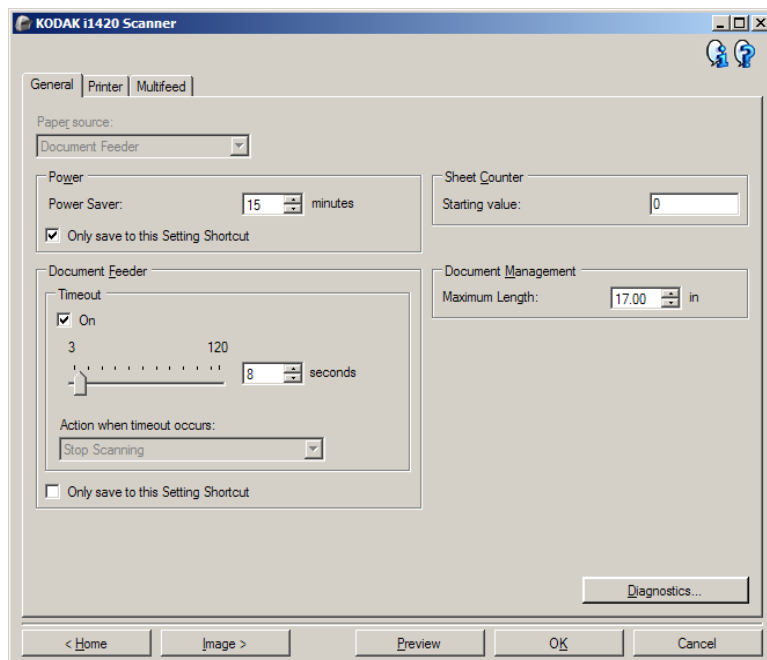 KODAK i1420 Scanner
General Printer Multifeed
Paper source:
Document Feeder
Power
Power Saver: 15 minutes
Only save to this Setting Shortcut
Sheet Counter
Starting value: 0
Document Feeder
Timeout
On
3 120
8 seconds
Action when timeout occurs:
Stop Scanning
Only save to this Setting Shortcut
Document Management
Maximum Length: 17.00 in
Diagnostics...
< Home Image > Preview OK Cancel